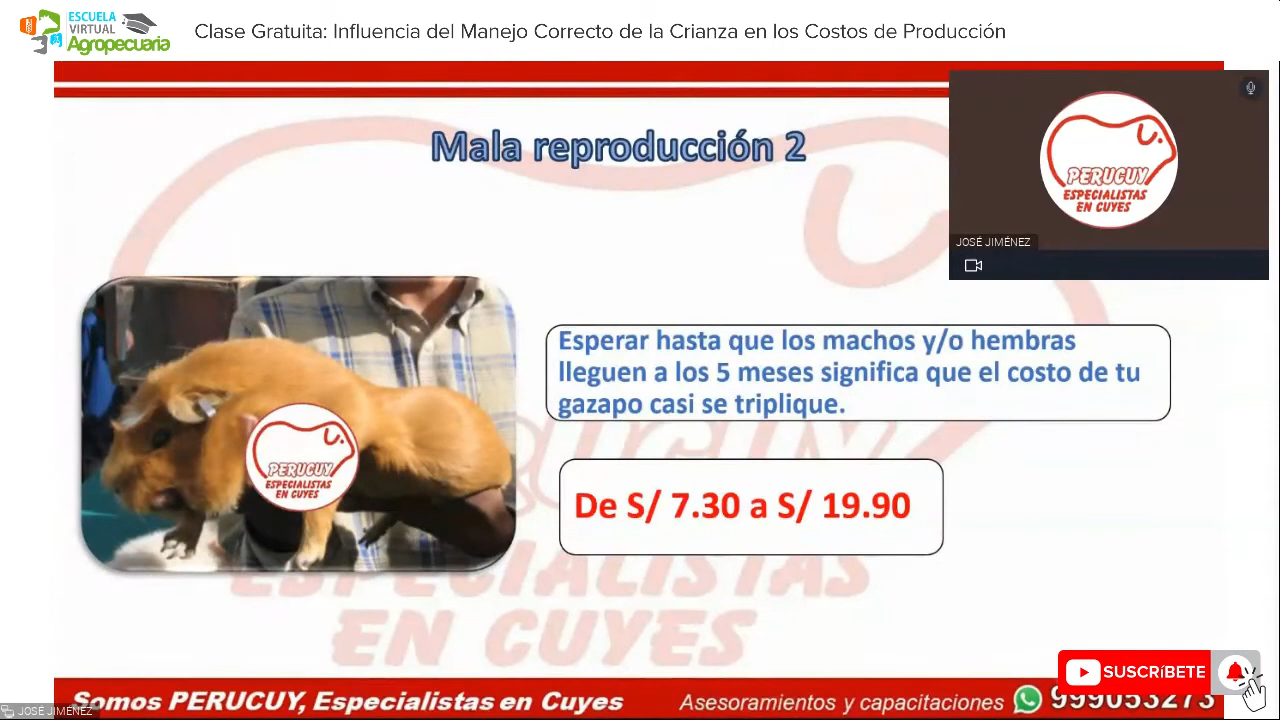 ESCUELA
VIRTUAL
Agropecuaria
Clase Gratuita: Influencia del Manejo Correcto de la Crianza en los Costos de Producción
Mala reproducción 2
PERUCUY
ESPECIALISTAS
EN CUYES
JOSÉ JIMÉNEZ
Esperar hasta que los machos y/o hembras
lleguen a los 5 meses significa que el costo de tu
gazapo casi se triplique.
PERUCUY
ESPECIALISTAS
EN CUYES
De S/ 7.30 a S/ 19.90
ESPECIALISTAS
EN CUYES
SUSCRíBETE
Somos PERUCUY, Especialistas en Cuyes
Asesoramientos y capacitaciones
999053273
JOSÉ JIMÉNEZ